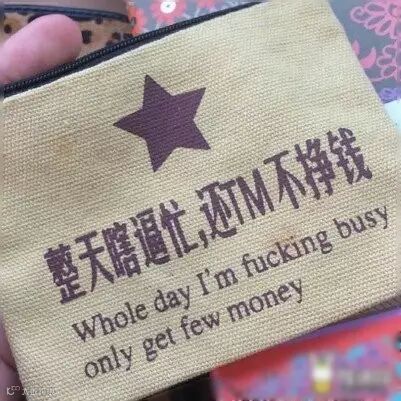 整天瞎逼忙,还TM不挣钱
Whole day I'm fucking busy
only get few money